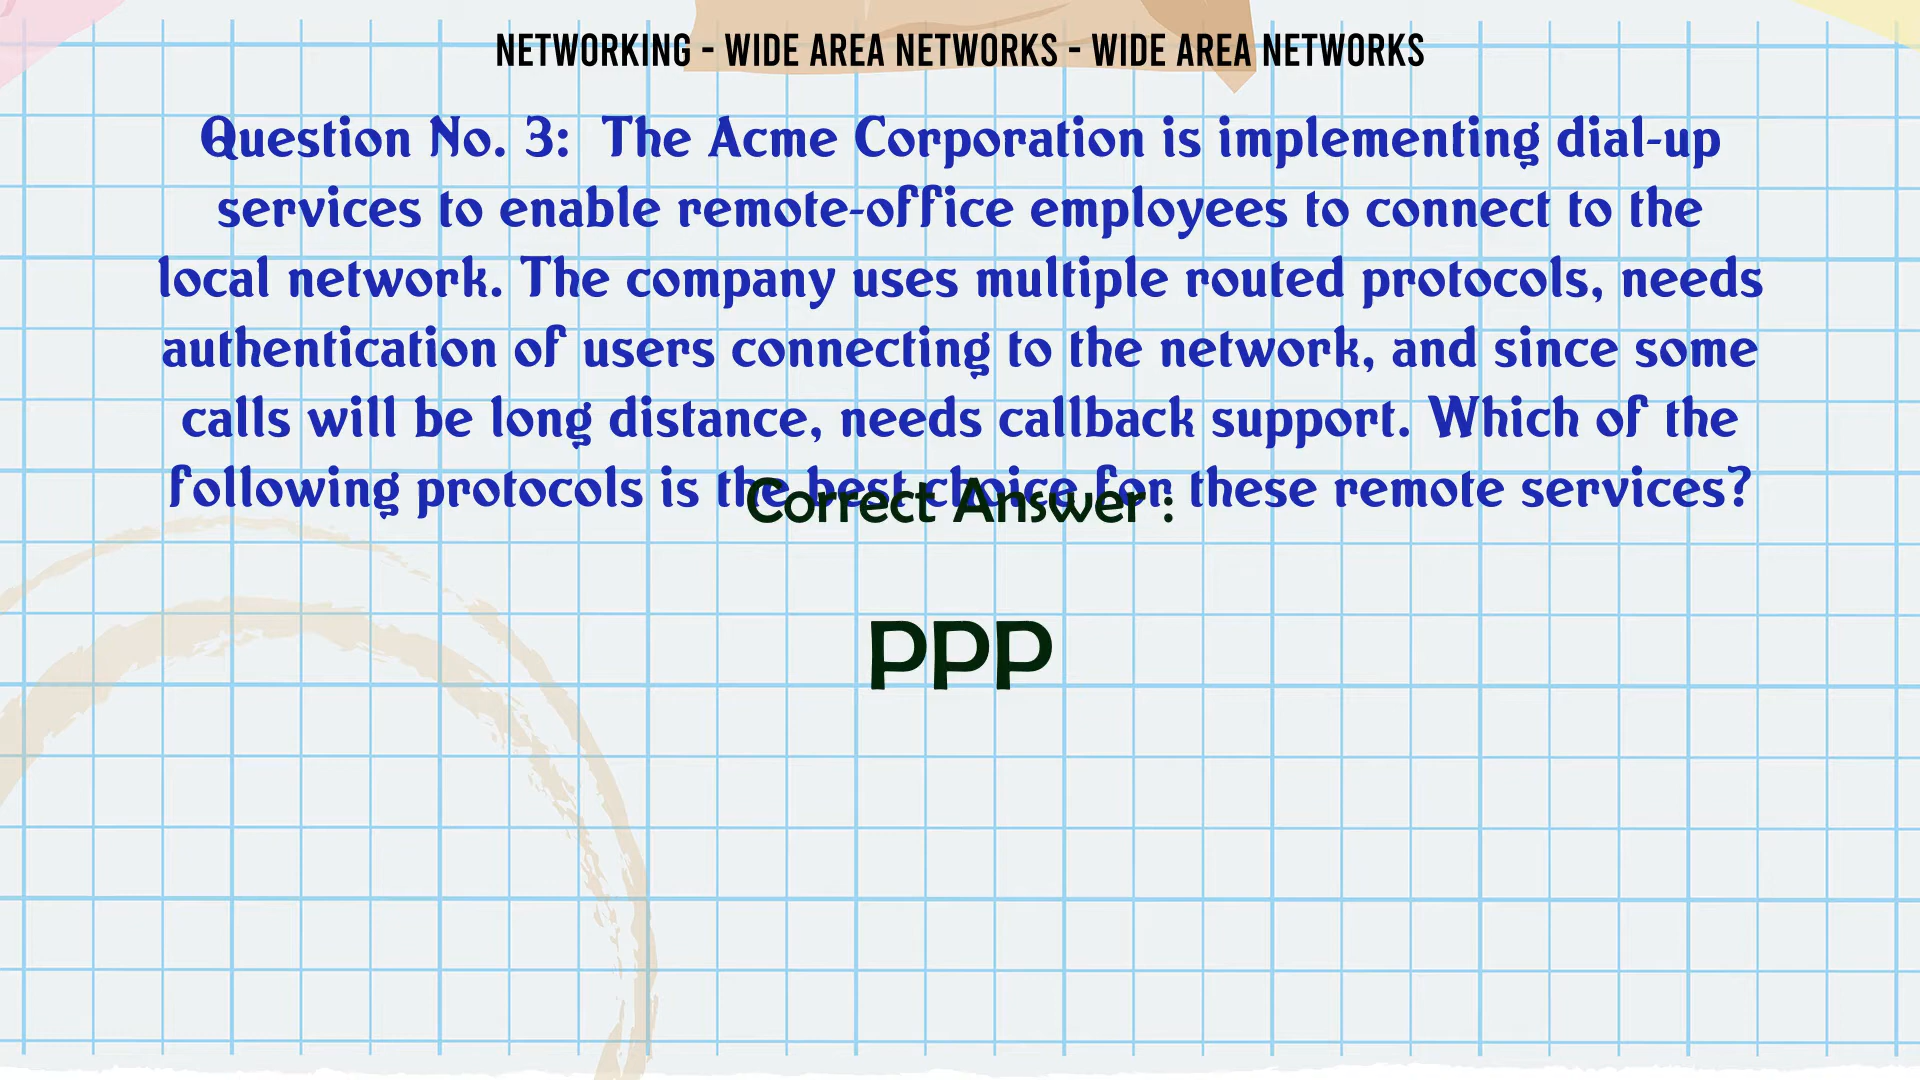 NETWORKING - WIDE AREA NETWORKS - WIDE AREA NETWORKS
Question No. 3: The Acme Corporation is implementing dial-up
services to enable remote-office employees to connect to the
local network. The company uses multiple routed protocols, needs
authentication of users connecting to the network, and since some
calls will be long distance, needs callback support. Which of the
following protocols is the best choice for these remote services?
Correct Answer :
PPP